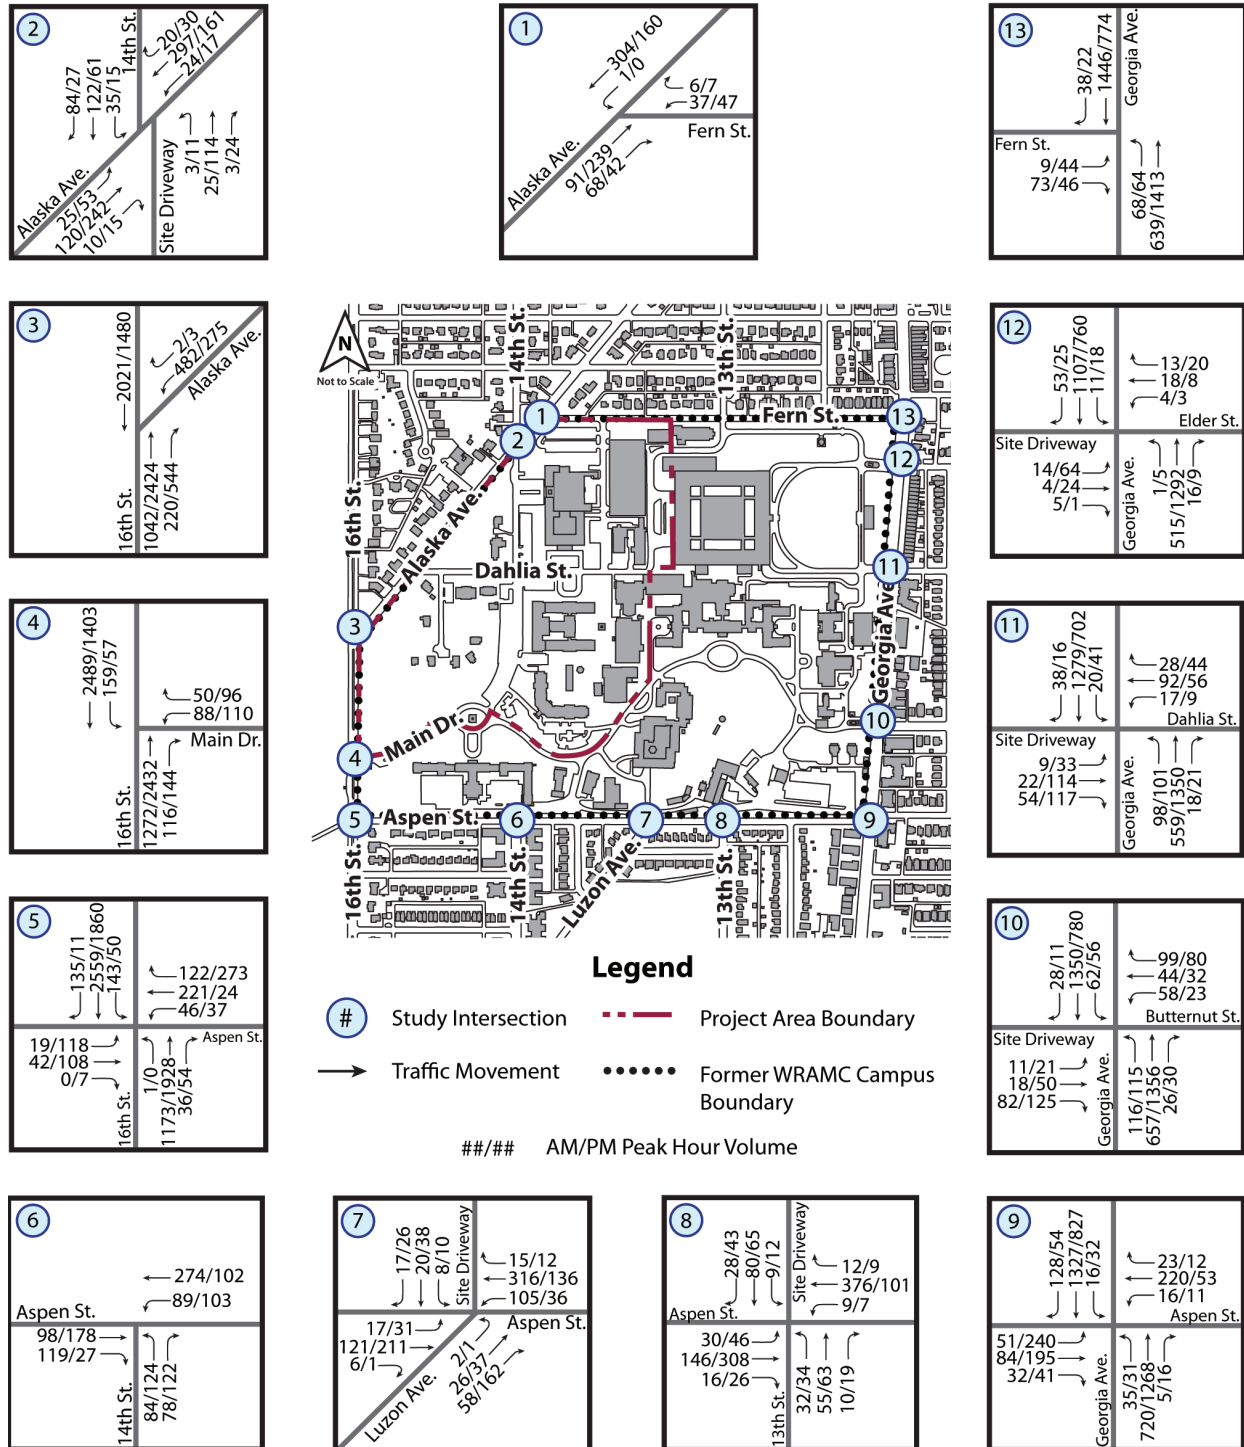 2
14th St.
20/30
297/161
24/17
84/27
122/61
35/15
Alaska Ave.
25/53
120/242
10/15
Site Driveway
3/11
25/114
3/24
1
304/160
1/0
6/7
37/47
Fern St.
Alaska Ave.
91/239
68/42
13
38/22
1446/774
Georgia Ave.
Fern St.
9/44
73/46
68/64
639/1413
3
2021/1480
2/3
482/275
Alaska Ave.
16th St.
1042/2424
220/544
12
53/25
1107/760
11/18
13/20
18/8
4/3
Elder St.
Site Driveway
14/64
4/24
5/1
Georgia Ave.
1/5
515/1292
16/9
4
2489/1403
159/57
50/96
88/110
Main Dr.
16th St.
1272/2432
116/144
11
38/16
1279/702
20/41
28/44
92/56
17/9
Dahlia St.
Site Driveway
9/33
22/114
54/117
Georgia Ave.
98/101
559/1350
18/21
5
135/11
2559/1860
143/50
122/273
221/24
46/37
Aspen St.
19/118
42/108
0/7
16th St.
1/0
1173/1928
36/54
10
28/11
1350/780
62/56
99/80
44/32
58/23
Butternut St.
Site Driveway
11/21
18/50
82/125
Georgia Ave.
116/115
657/1356
26/30
N
Not to Scale
14th St.
13th St.
1
Fern St.
13
2
12
16th St.
Alaska Ave.
11
Dahlia St.
3
Georgia Ave.
10
Main Dr.
4
5
Aspen St.
6
7
8
9
16th St.
14th St.
Luzon Ave.
13th St.
Legend
#
Study Intersection
Project Area Boundary
Traffic Movement
Former WRAMC Campus
Boundary
##/##
AM/PM Peak Hour Volume
6
274/102
89/103
Aspen St.
98/178
119/27
14th St.
84/124
78/122
7
17/26
20/38
8/10
Site Driveway
15/12
316/136
105/36
Aspen St.
17/31
121/211
6/1
Luzon Ave.
2/1
26/37
58/162
8
28/43
80/65
9/12
Site Driveway
12/9
376/101
9/7
Aspen St.
30/46
146/308
16/26
13th St.
32/34
55/63
10/19
9
128/54
1327/827
16/32
23/12
220/53
16/11
Aspen St.
51/240
84/195
32/41
Georgia Ave.
35/31
720/1268
5/16